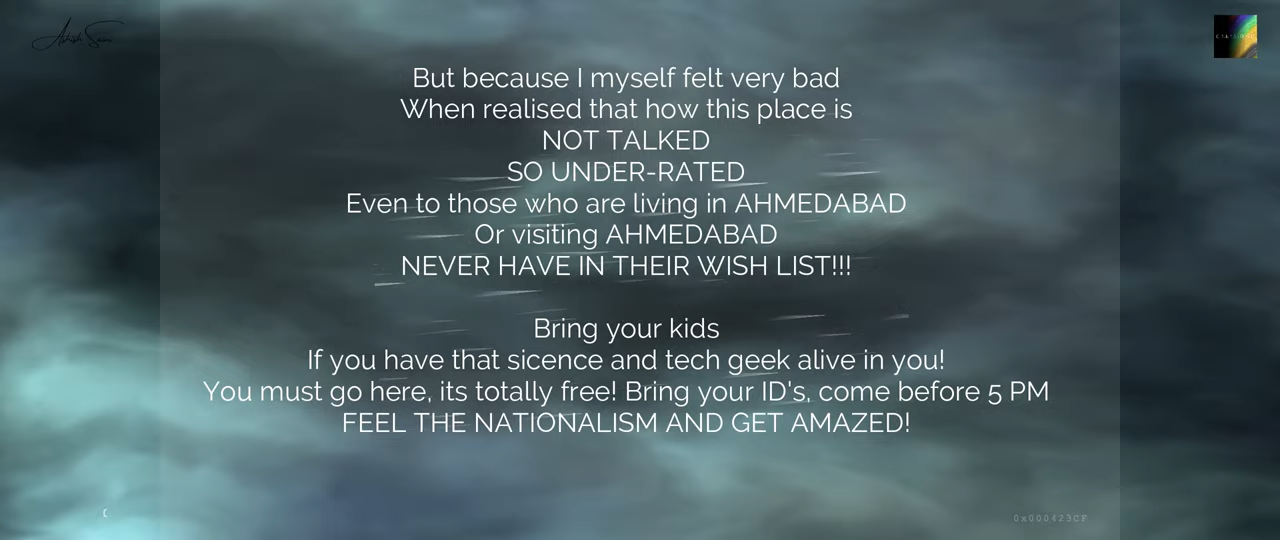 But because I myself felt very bad
When realised that how this place is
NOT TALKED
SO UNDER-RATED
Even to those who are living in AHMEDABAD
Or visiting AHMEDABAD
NEVER HAVE IN THEIR WISH LIST!!!
Bring your kids
If you have that sicence and tech geek alive in you!
You must go here, its totally free! Bring your ID's, come before 5 PM
FEEL THE NATIONALISM AND GET AMAZED!
0x000423CF